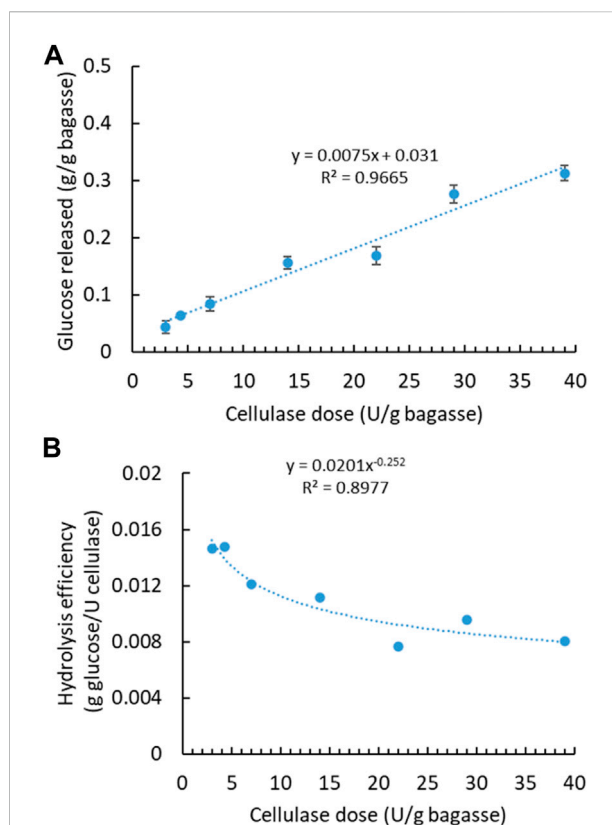 A
0.5
0.4
0.3
0.2
0.1
0
Glucose released (g/g bagasse)
y = 0.0075x + 0.031
R² = 0.9665
0 5 10 15 20 25 30 35 40
Cellulase dose (U/g bagasse)
B
0.02
0.016
0.012
0.008
0.004
0
Hydrolysis efficiency
(g glucose/U cellulase)
y = 0.0201x^-0.252
R² = 0.8977
0 5 10 15 20 25 30 35 40
Cellulase dose (U/g bagasse)